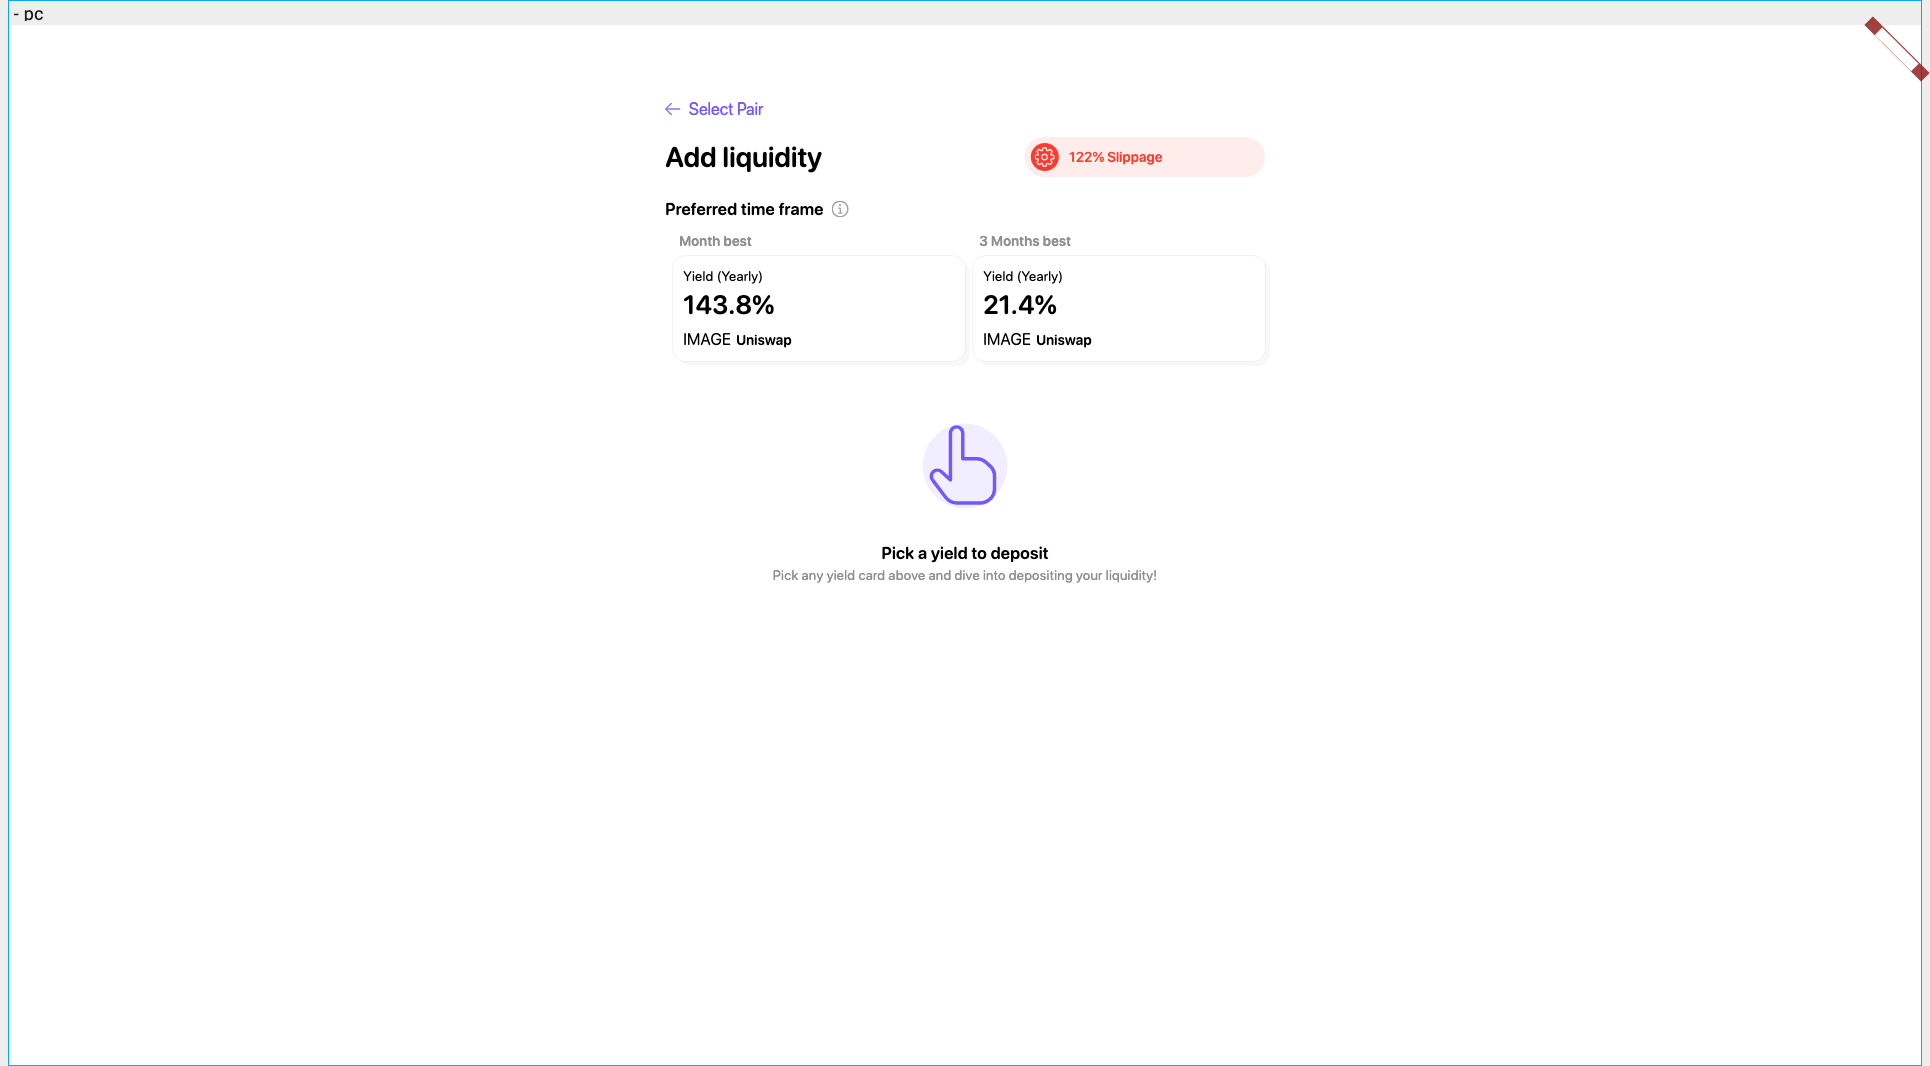 - pc
Select Pair
Add liquidity
122% Slippage
Preferred time frame
Month best
3 Months best
Yield (Yearly)
143.8%
IMAGE Uniswap
Yield (Yearly)
21.4%
IMAGE Uniswap
Pick a yield to deposit
Pick any yield card above and dive into depositing your liquidity!